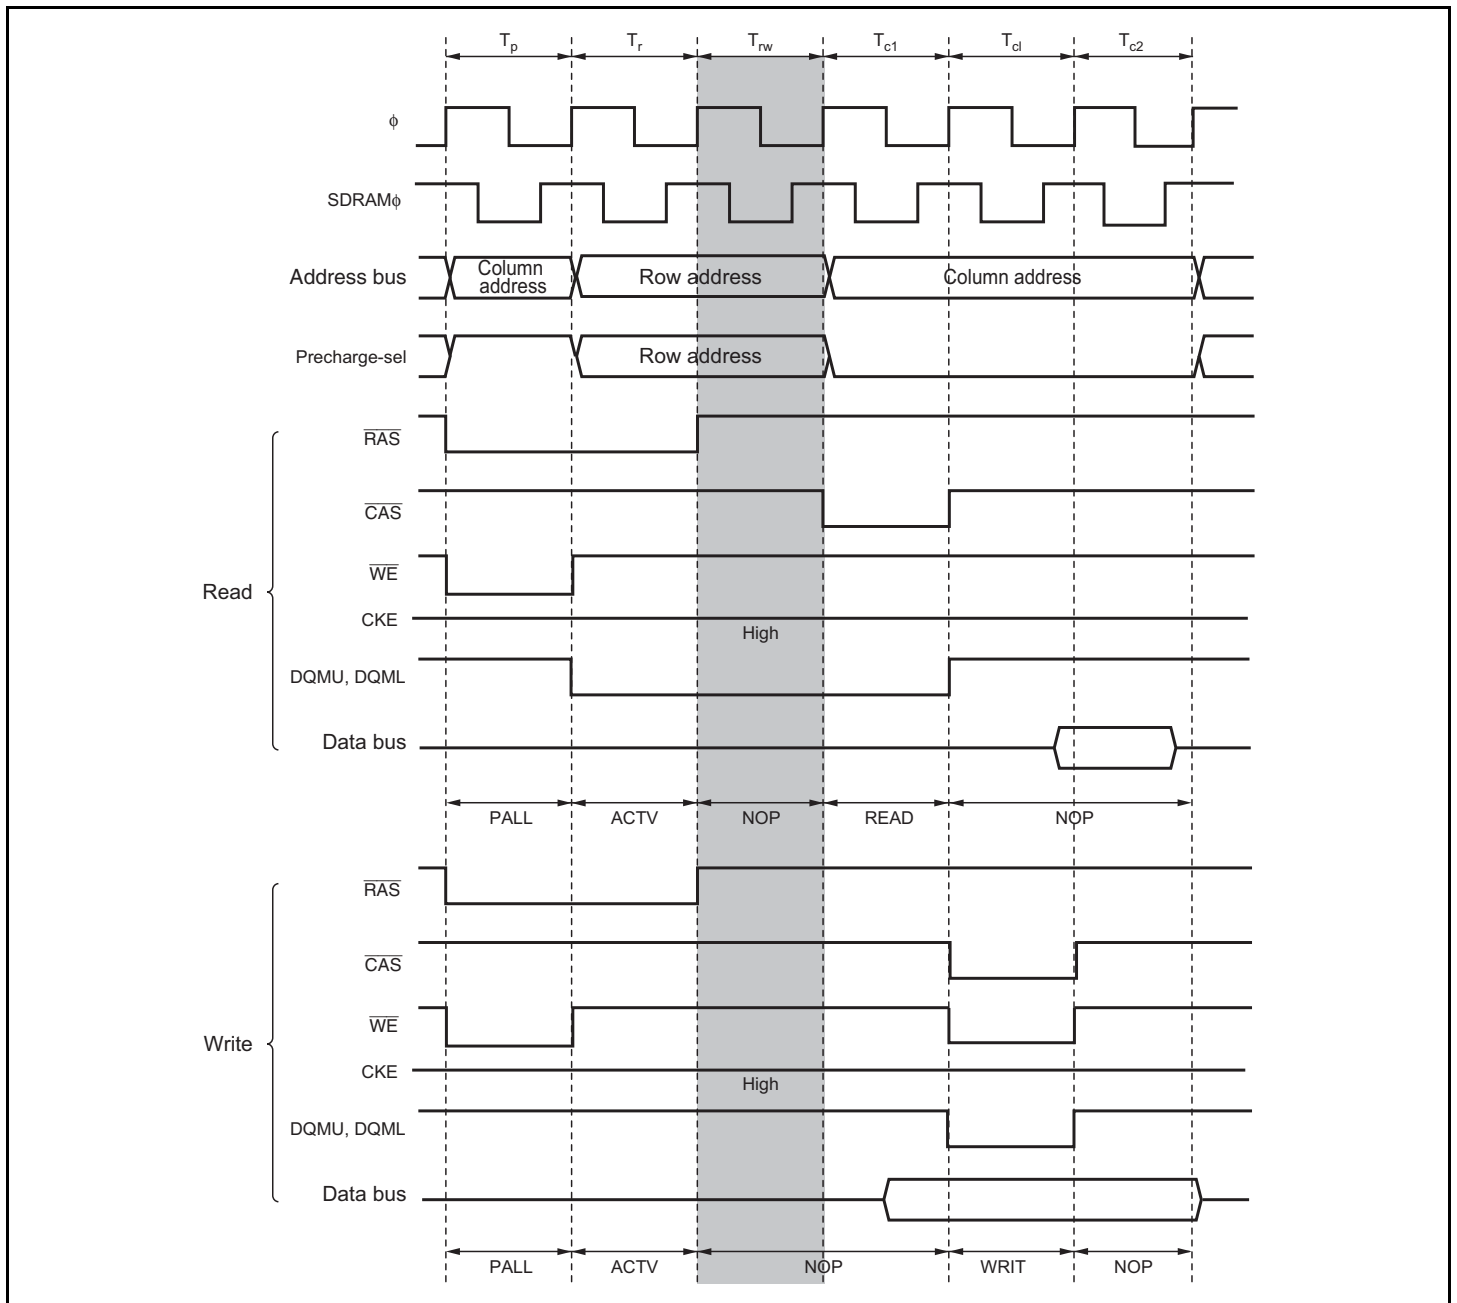 Tp Tr Trw Tc1 Tcl Tc2
ϕ
SDRAMϕ
Address bus
Column
address
Row address
Column address
Precharge-sel
Row address
Read
RAS
CAS
WE
CKE
High
DQMU, DQML
Data bus
PALL ACTV NOP READ NOP
Write
RAS
CAS
WE
CKE
High
DQMU, DQML
Data bus
PALL ACTV NOP WRIT NOP